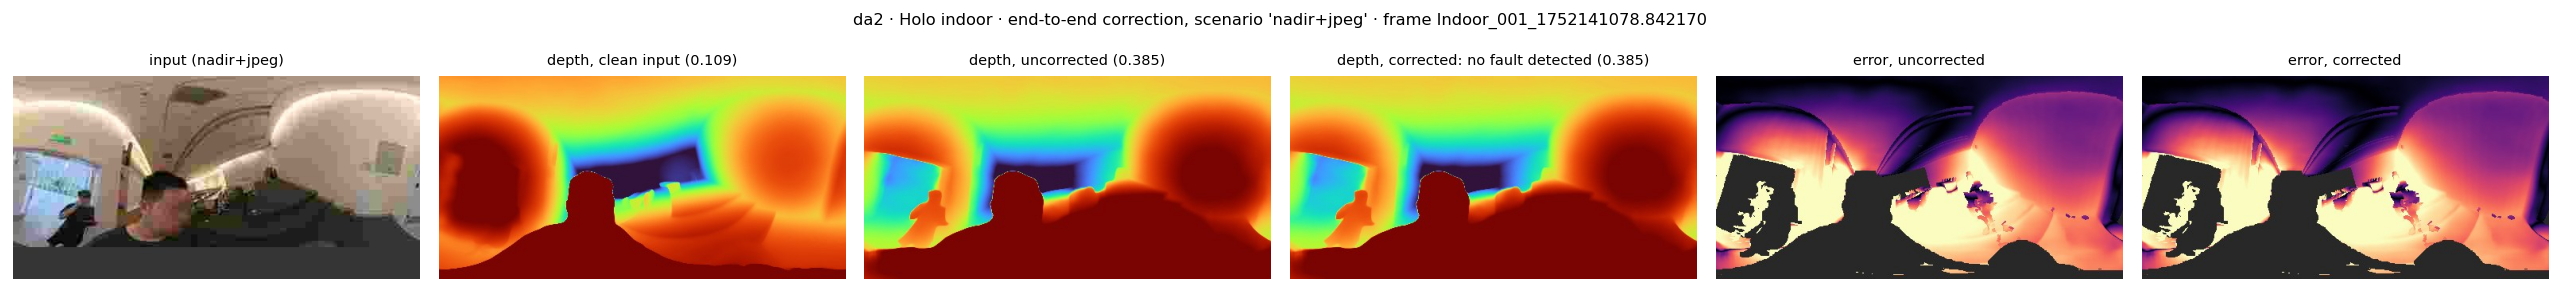 da2 · Holo indoor · end-to-end correction, scenario 'nadir+jpeg' · frame Indoor_001_1752141078.842170
input (nadir+jpeg)
depth, clean input (0.109)
depth, uncorrected (0.385)
depth, corrected: no fault detected (0.385)
error, uncorrected
error, corrected